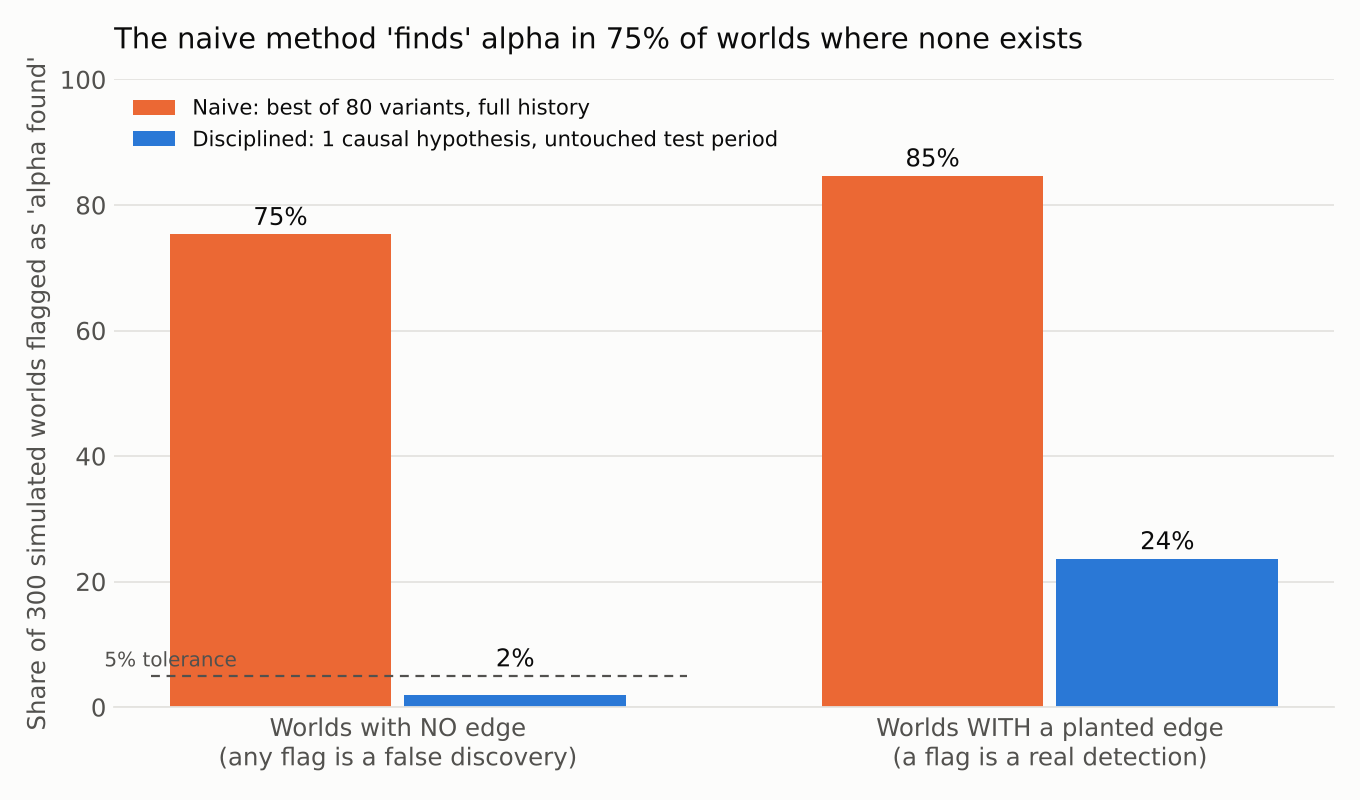 The naive method 'finds' alpha in 75% of worlds where none exists
Share of 300 simulated worlds flagged as 'alpha found'
100
80
60
40
20
0
Naive: best of 80 variants, full history
Disciplined: 1 causal hypothesis, untouched test period
75%
2%
85%
24%
5% tolerance
Worlds with NO edge
(any flag is a false discovery)
Worlds WITH a planted edge
(a flag is a real detection)